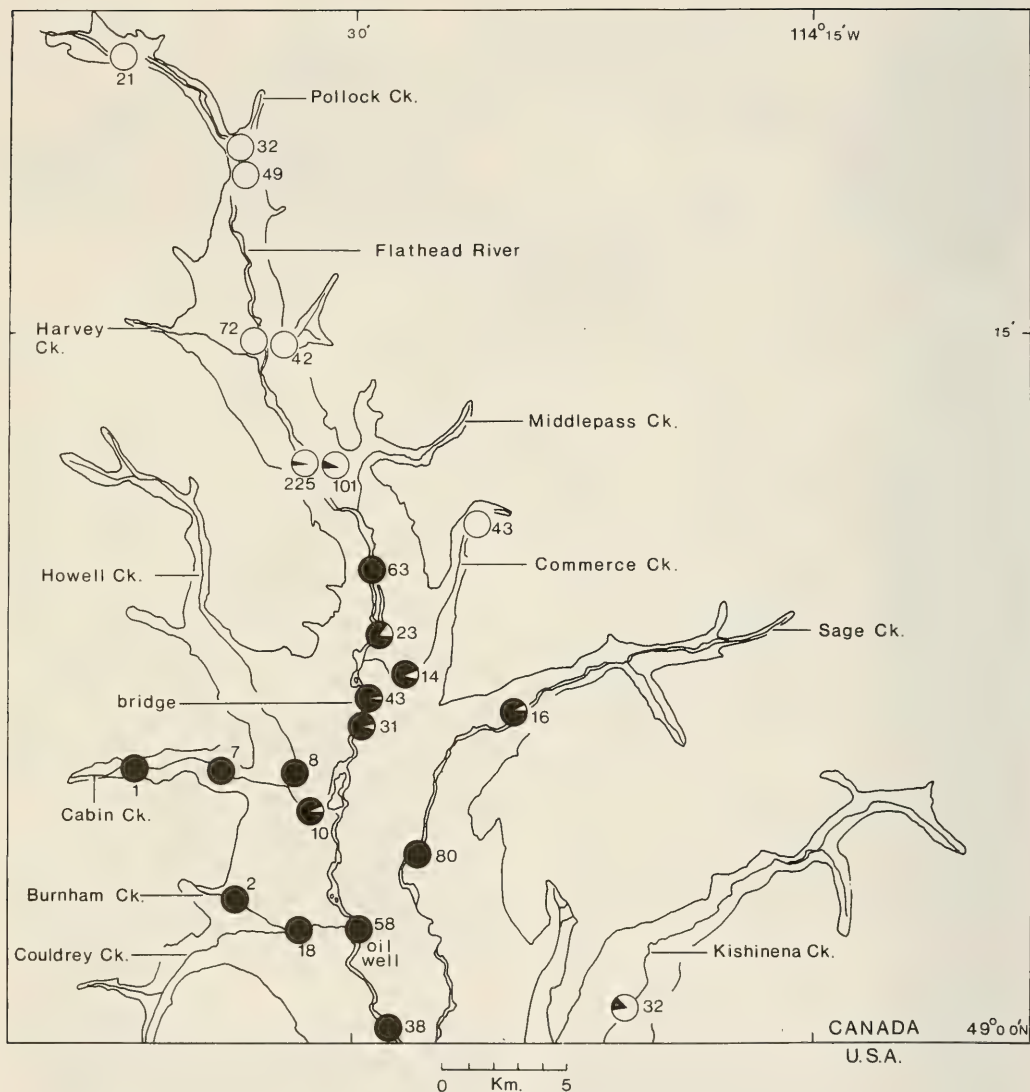 30'
114°15'W
21
Pollock Ck.
32
49
Flathead River
Harvey
Ck.
72
42
15'
Middlepass Ck.
225
101
43
Howell Ck.
63
Commerce Ck.
23
Sage Ck.
14
bridge
43
16
31
7
8
1
Cabin Ck.
10
80
Burnham Ck.
2
58
Couldrey Ck.
18
oil
well
Kishinena Ck.
32
38
CANADA
49°00'N
U.S.A.
0 Km. 5